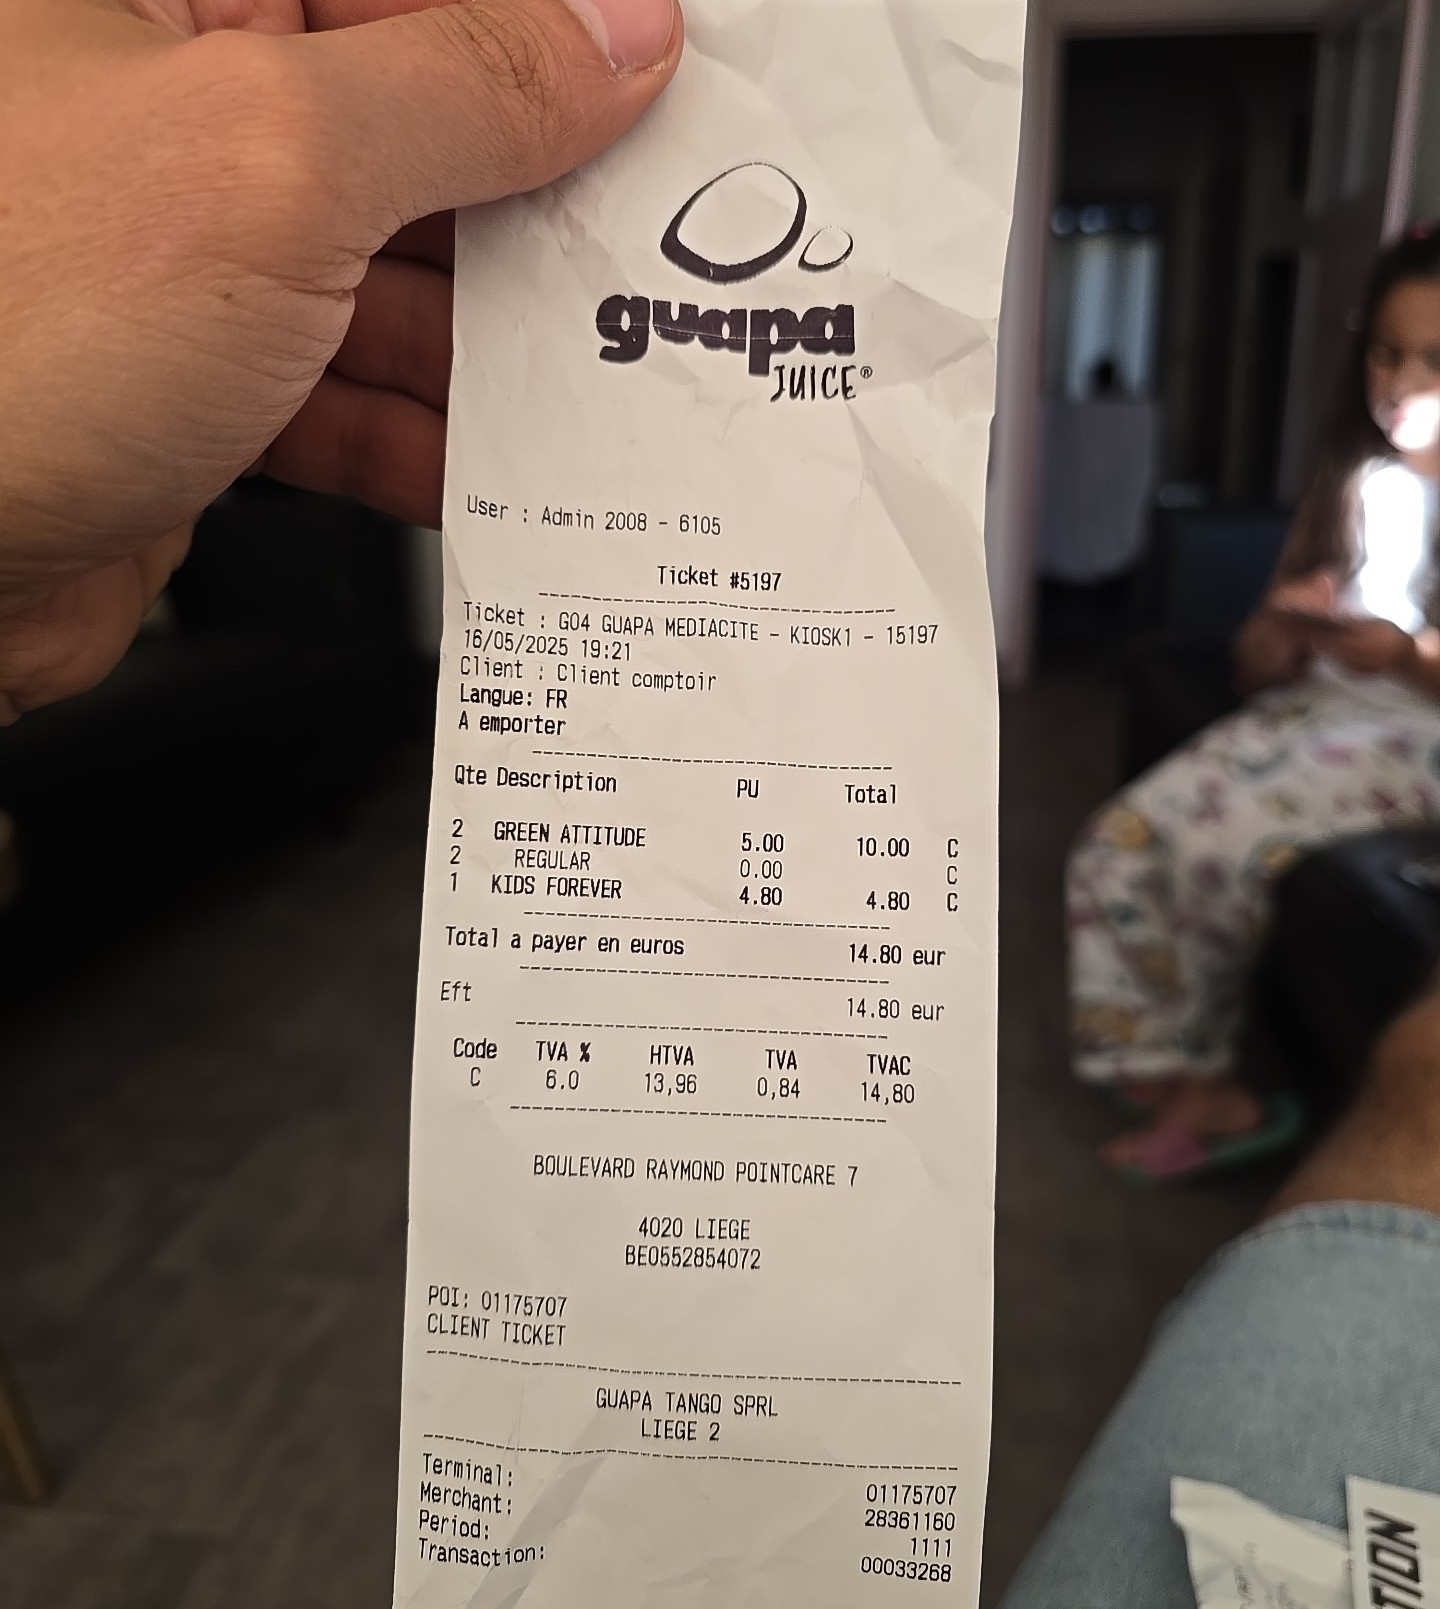 guapa
JUICE®
User : Admin 2008 - 6105
Ticket #5197
Ticket : G04 GUAPA MEDIACITE - KIOSK1 - 15197
16/05/2025 19:21
Client : Client comptoir
Langue: FR
A emporter
Qte Description PU Total
2 GREEN ATTITUDE 5.00 10.00 C
2 REGULAR 0.00 C
1 KIDS FOREVER 4.80 4.80 C
Total a payer en euros 14.80 eur
Eft 14.80 eur
Code TVA % HTVA TVA TVAC
C 6.0 13,96 0,84 14,80
BOULEVARD RAYMOND POINTCARE 7
4020 LIEGE
BE0552854072
POI: 01175707
CLIENT TICKET
GUAPA TANGO SPRL
LIEGE 2
Terminal: 01175707
Merchant: 28361160
Period: 1111
Transaction: 00033268
TION